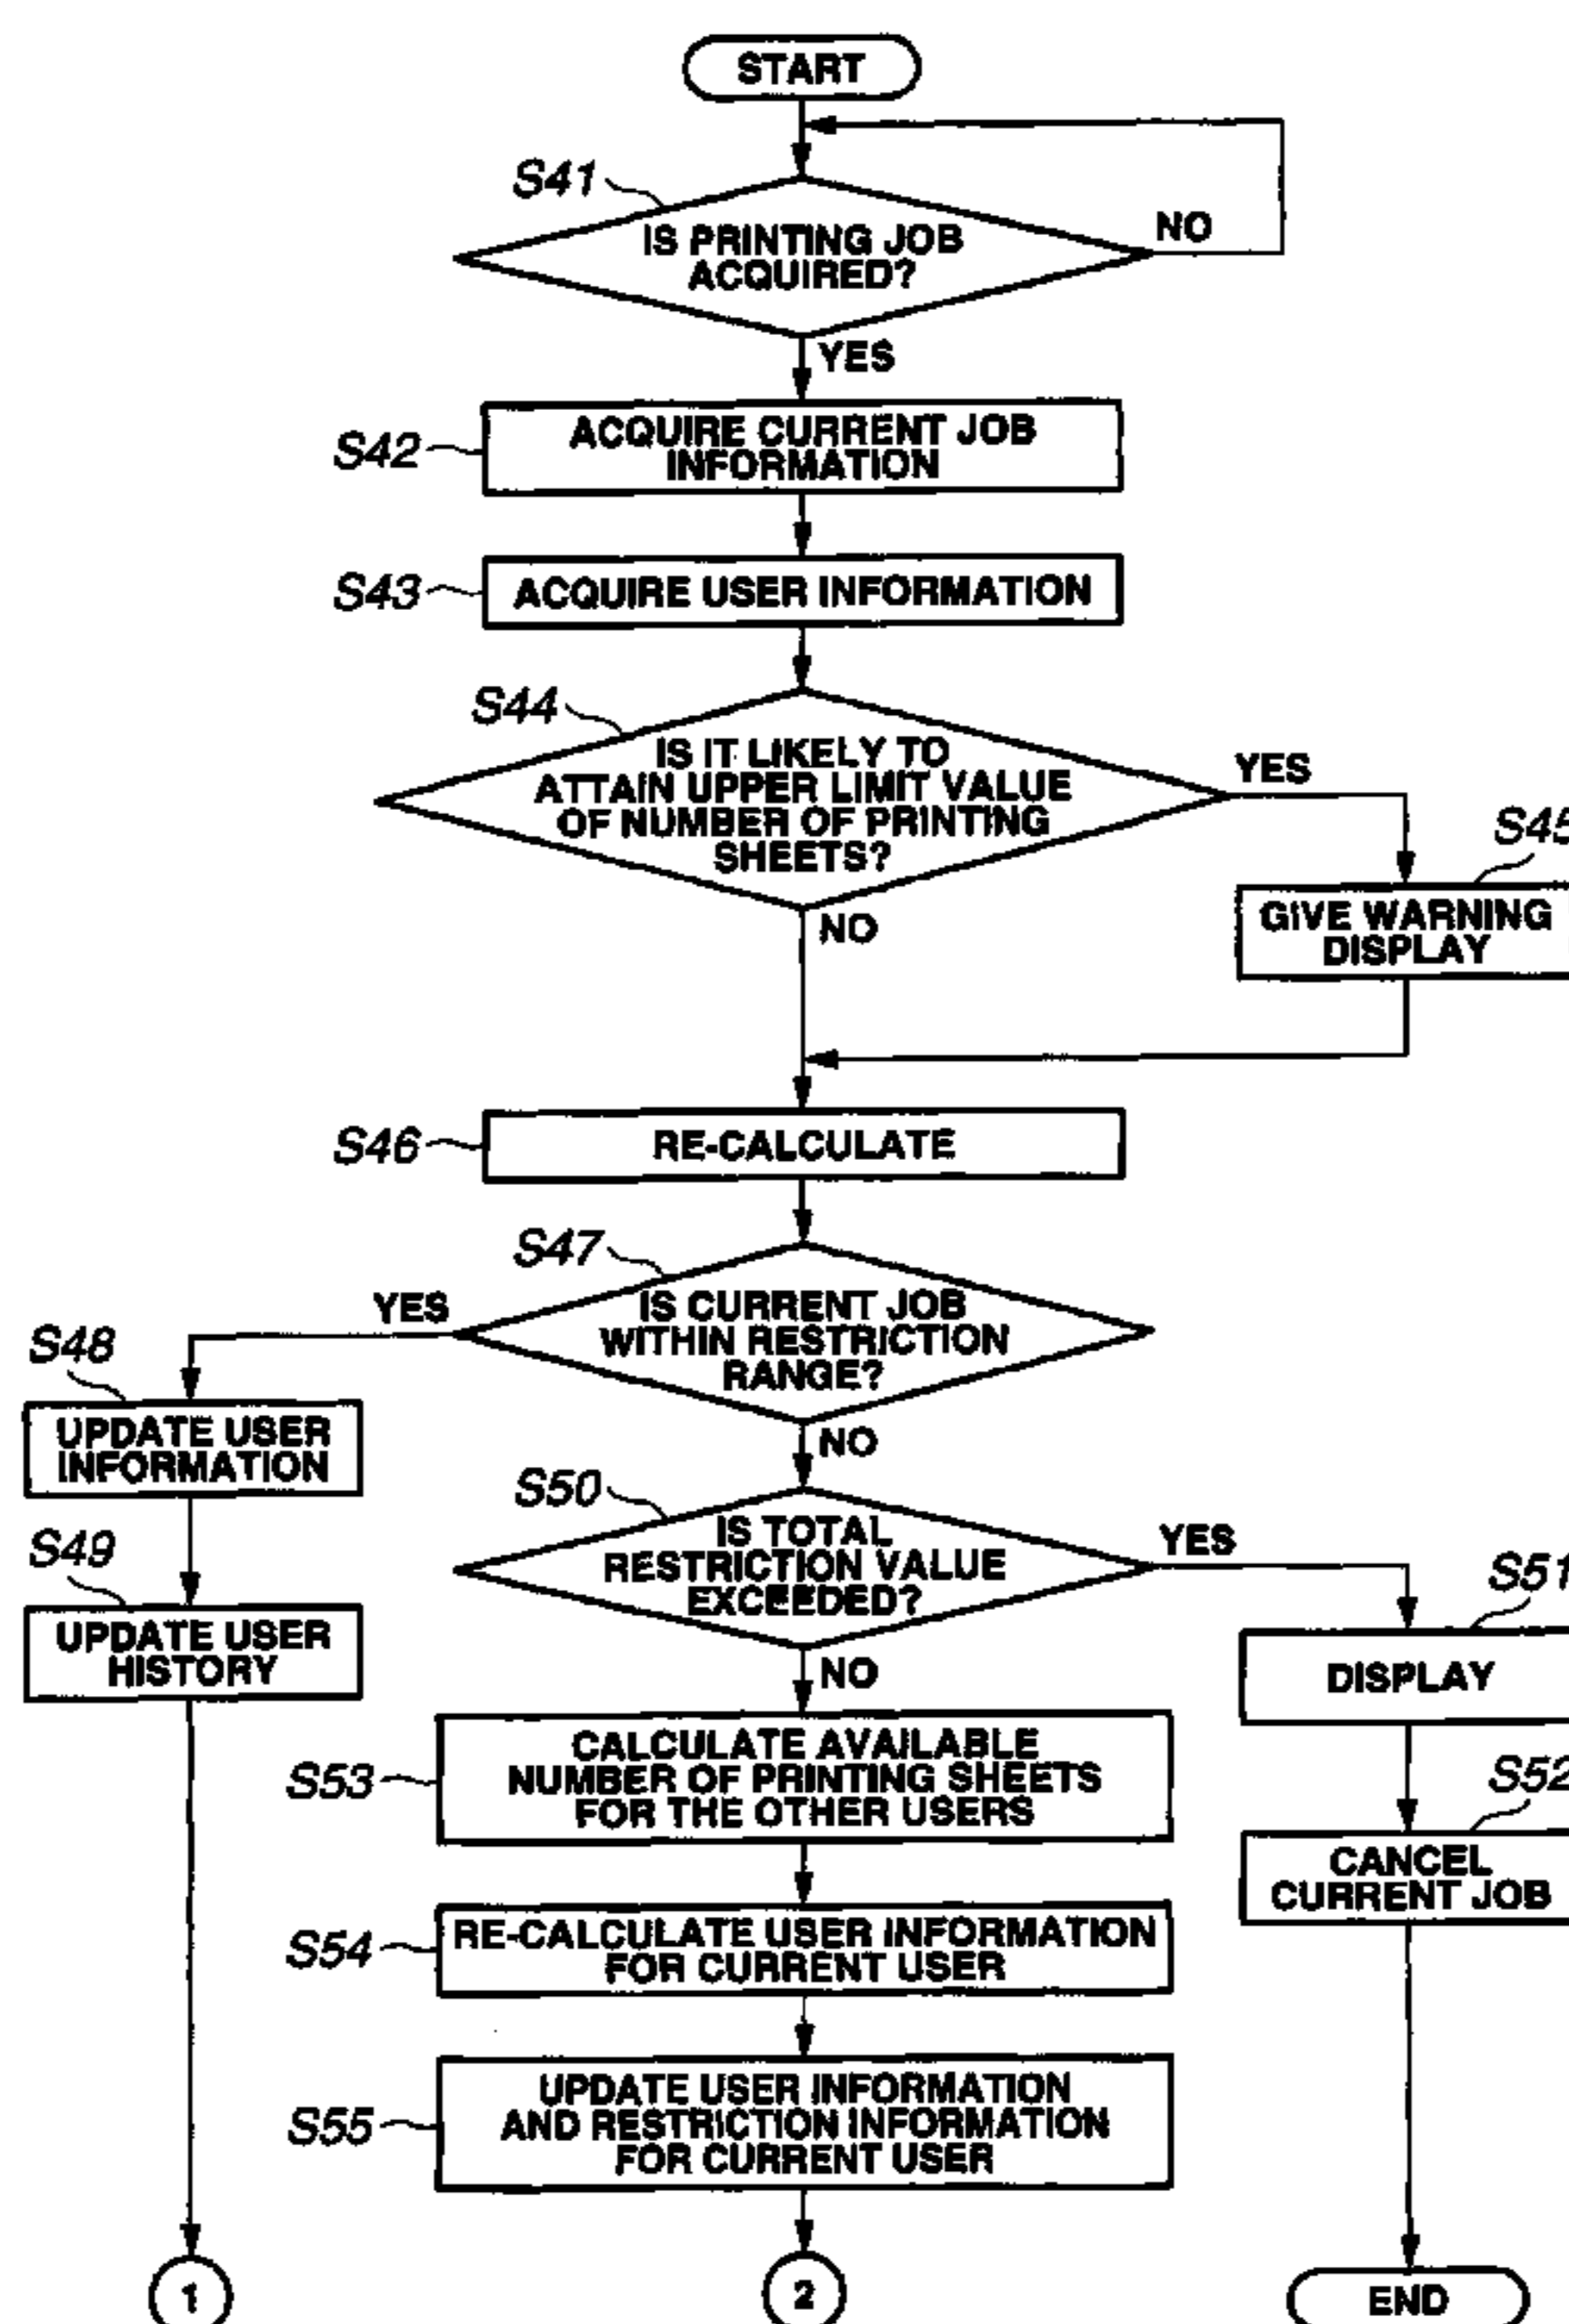 START
S41
IS PRINTING JOB
ACQUIRED?
NO
YES
S42
ACQUIRE CURRENT JOB
INFORMATION
S43
ACQUIRE USER INFORMATION
S44
IS IT LIKELY TO
ATTAIN UPPER LIMIT VALUE
OF NUMBER OF PRINTING
SHEETS?
YES
NO
S45
GIVE WARNING
DISPLAY
S46
RE-CALCULATE
S47
IS CURRENT JOB
WITHIN RESTRICTION
RANGE?
YES
NO
S48
UPDATE USER
INFORMATION
S49
UPDATE USER
HISTORY
S50
IS TOTAL
RESTRICTION VALUE
EXCEEDED?
YES
NO
S51
DISPLAY
S52
CANCEL
CURRENT JOB
S53
CALCULATE AVAILABLE
NUMBER OF PRINTING SHEETS
FOR THE OTHER USERS
S54
RE-CALCULATE USER INFORMATION
FOR CURRENT USER
S55
UPDATE USER INFORMATION
AND RESTRICTION INFORMATION
FOR CURRENT USER
1
2
END